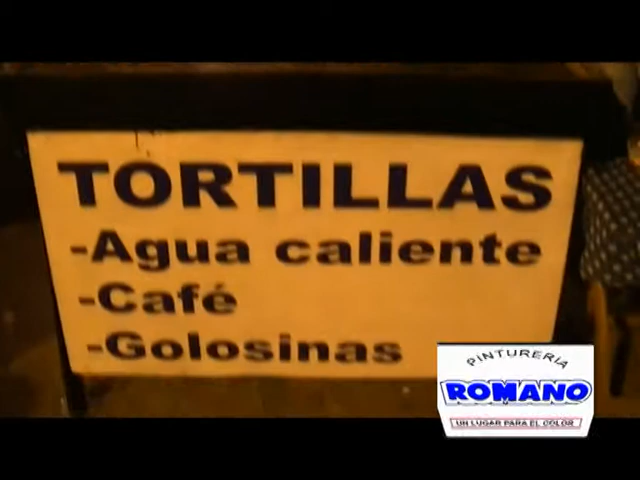 TORTILLAS
-Agua caliente
-Café
-Golosinas
PINTURERIA
ROMANO
UN LUGAR PARA EL COLOR